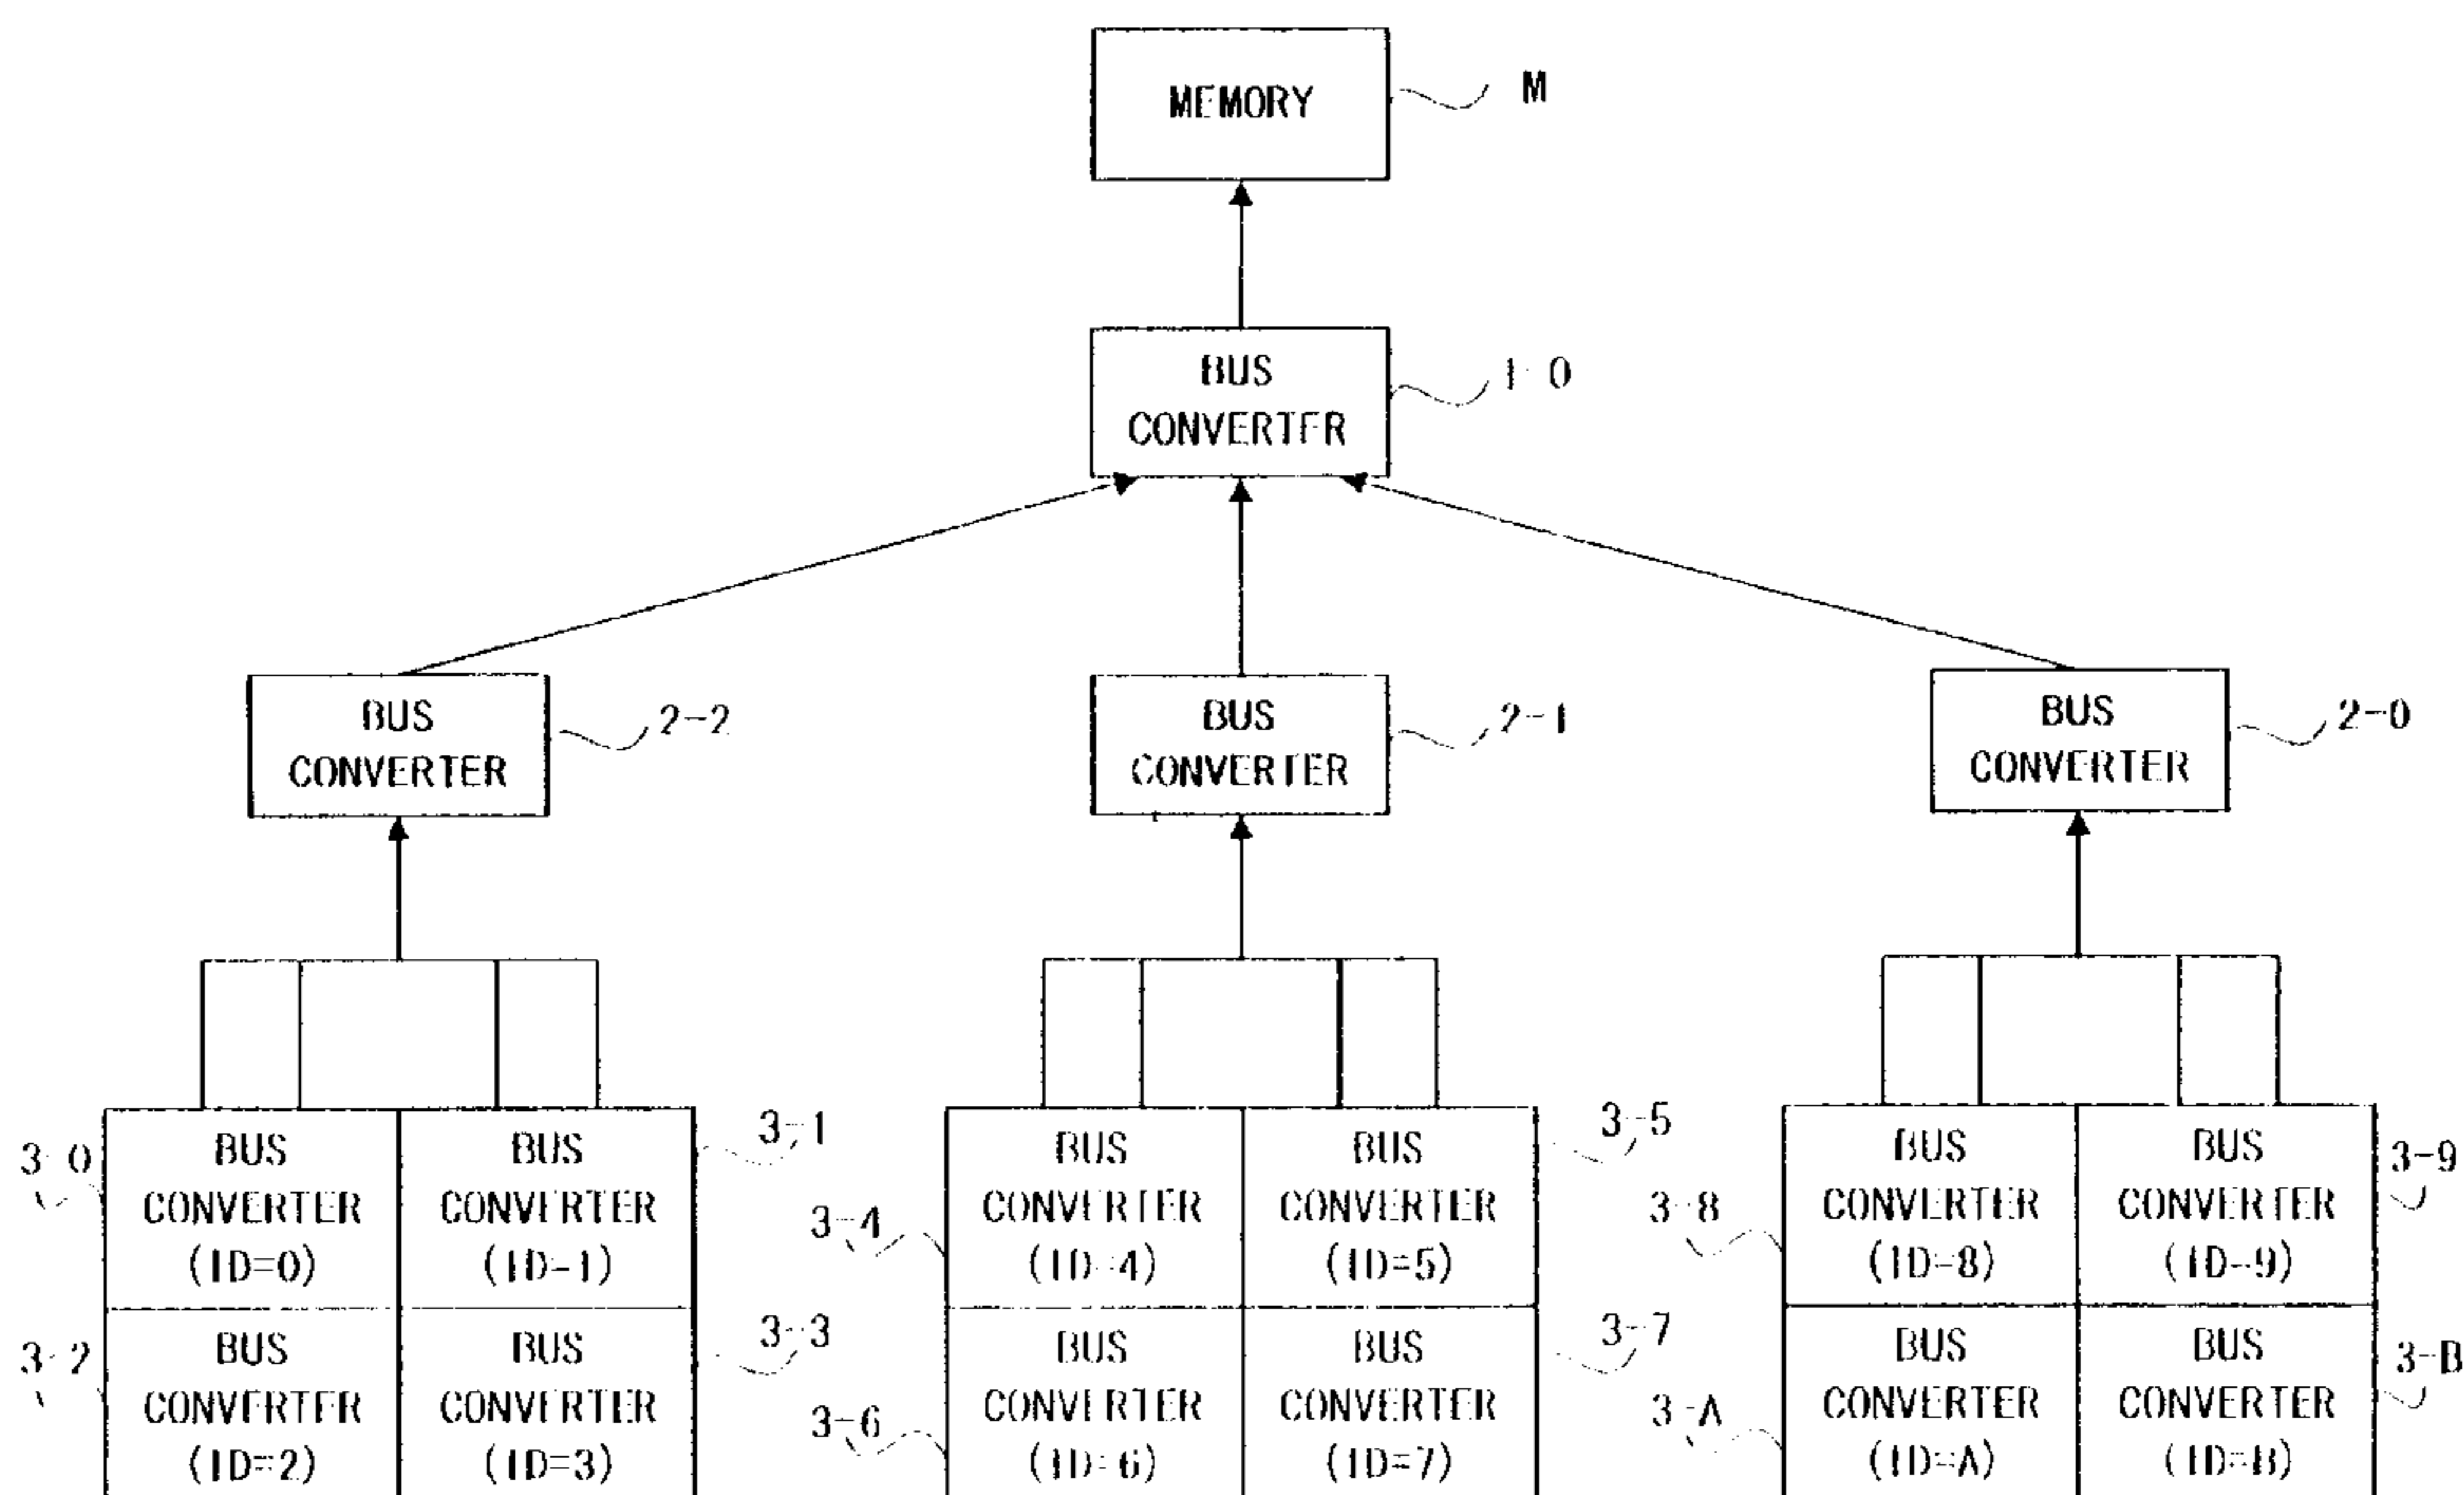 MEMORY
M
BUS
CONVERTER
1-0
BUS
CONVERTER
2-2
BUS
CONVERTER
2-1
BUS
CONVERTER
2-0
3-0
BUS
CONVERTER
(ID=0)
BUS
CONVERTER
(ID=1)
3-1
3-4
BUS
CONVERTER
(ID=4)
BUS
CONVERTER
(ID=5)
3-5
3-8
BUS
CONVERTER
(ID=8)
BUS
CONVERTER
(ID=9)
3-9
3-2
BUS
CONVERTER
(ID=2)
BUS
CONVERTER
(ID=3)
3-3
3-6
BUS
CONVERTER
(ID=6)
BUS
CONVERTER
(ID=7)
3-7
3-A
BUS
CONVERTER
(ID=A)
BUS
CONVERTER
(ID=B)
3-B